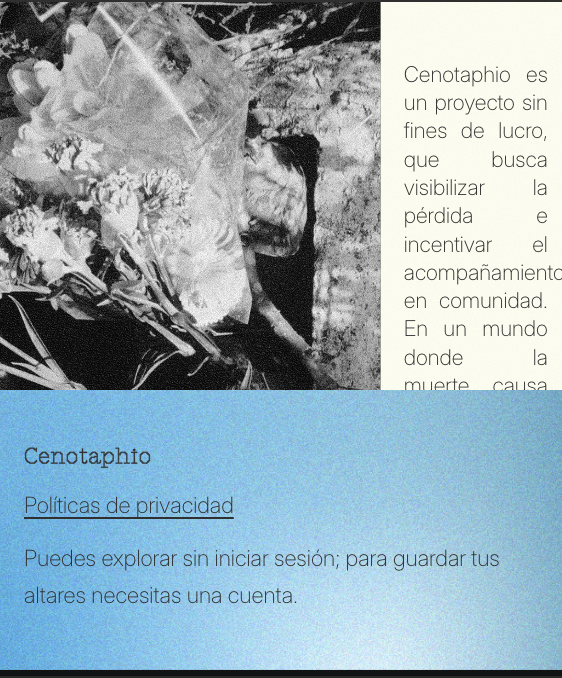 Cenotaphio es
un proyecto sin
fines de lucro,
que busca
visibilizar la
pérdida e
incentivar el
acompañamiento
en comunidad.
En un mundo
donde la
muerte causa
Cenotaphio
Políticas de privacidad
Puedes explorar sin iniciar sesión; para guardar tus
altares necesitas una cuenta.